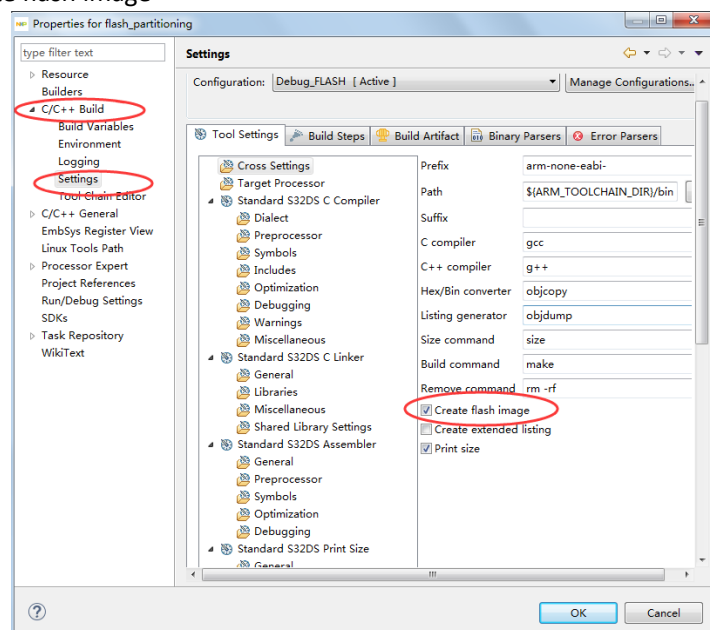 flash image
Properties for flash_partitioning
type filter text
Resource
Builders
C/C++ Build
Build Variables
Environment
Logging
Settings
Tool Chain Editor
C/C++ General
EmbSys Register View
Linux Tools Path
Processor Expert
Project References
Run/Debug Settings
SDKs
Task Repository
WikiText
Settings
Configuration: Debug_FLASH [ Active ]
Manage Configurations..
Tool Settings Build Steps Build Artifact Binary Parsers Error Parsers
Cross Settings
Target Processor
Standard S32DS C Compiler
Dialect
Preprocessor
Symbols
Includes
Optimization
Debugging
Warnings
Miscellaneous
Standard S32DS C Linker
General
Libraries
Miscellaneous
Shared Library Settings
Standard S32DS Assembler
General
Preprocessor
Symbols
Optimization
Debugging
Standard S32DS Print Size
General
Prefix arm-none-eabi-
Path ${ARM_TOOLCHAIN_DIR}/bin
Suffix
C compiler gcc
C++ compiler g++
Hex/Bin converter objcopy
Listing generator objdump
Size command size
Build command make
Remove command rm -rf
Create flash image
Create extended listing
Print size
OK Cancel